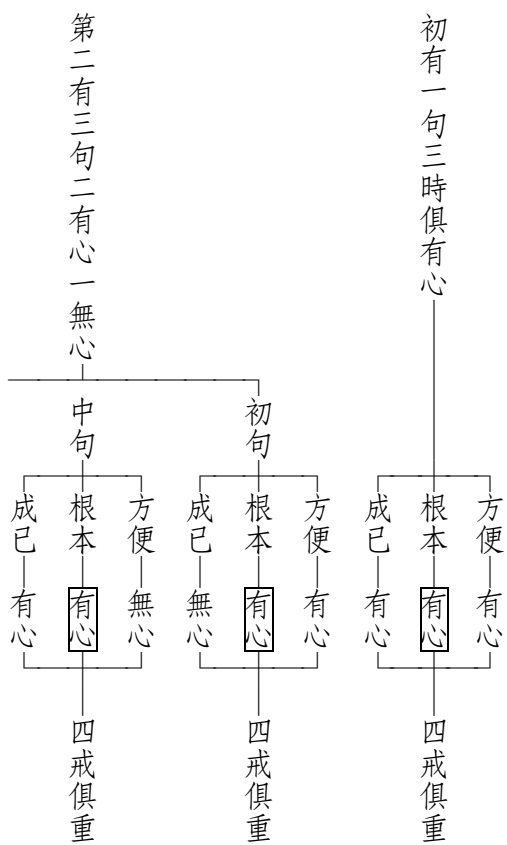 初有一句三時俱有心
方便 有心
根本 有心
成已 有心
四戒俱重
第二有三句二有心一無心
初句
方便 有心
根本 有心
成已 無心
四戒俱重
中句
方便 無心
根本 有心
成已 有心
四戒俱重